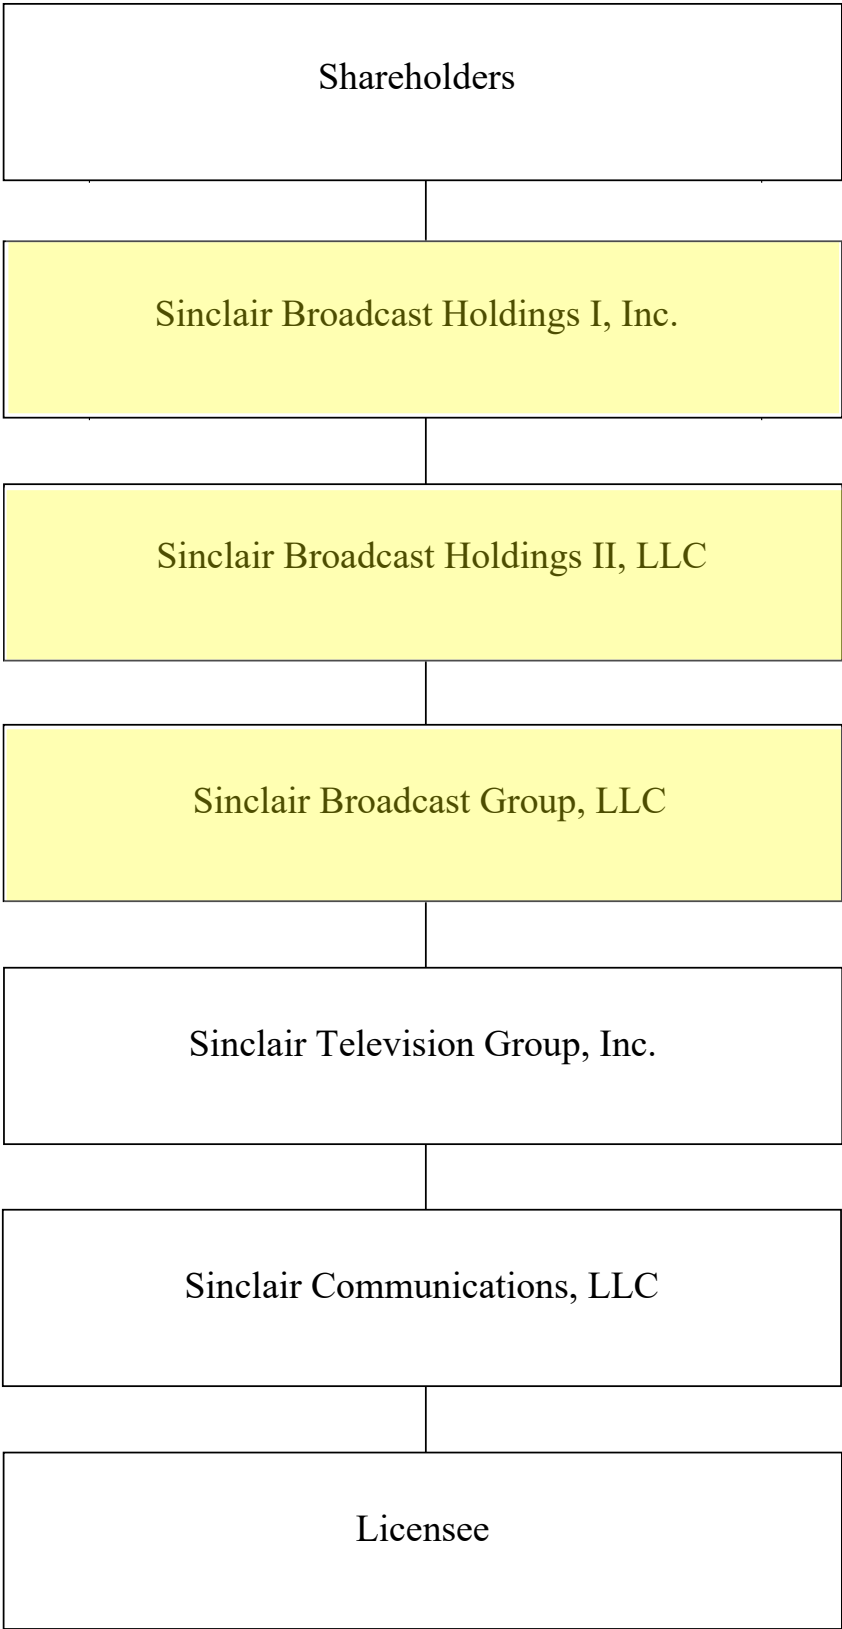 Shareholders
Sinclair Broadcast Holdings I, Inc.
Sinclair Broadcast Holdings II, LLC
Sinclair Broadcast Group, LLC
Sinclair Television Group, Inc.
Sinclair Communications, LLC
Licensee